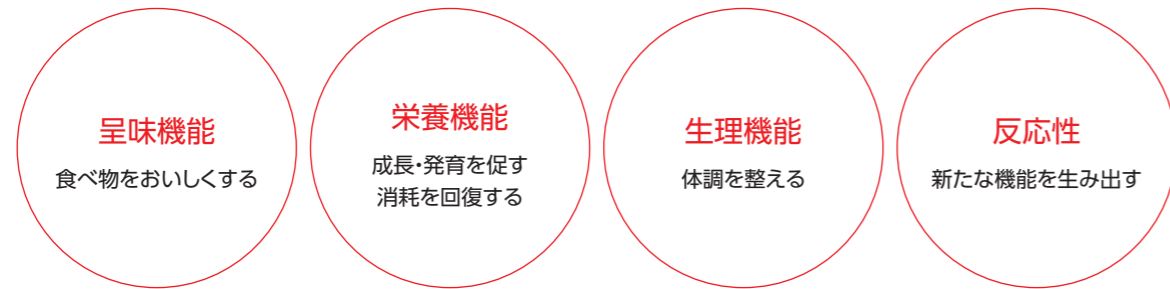 呈味機能
食べ物をおいしくする
栄養機能
成長・発育を促す
消耗を回復する
生理機能
体調を整える
反応性
新たな機能を生み出す